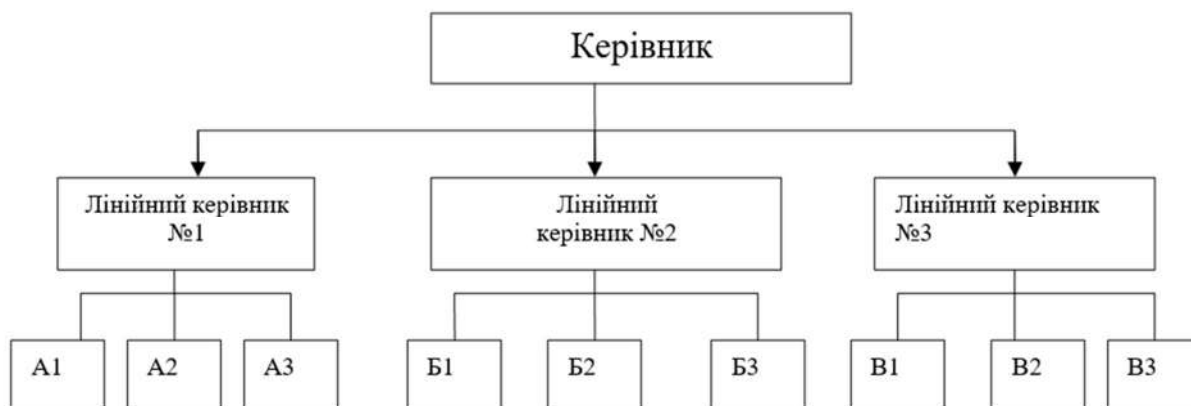 Керівник
Лінійний керівник
№1
Лінійний
керівник №2
Лінійний керівник
№3
А1
А2
А3
Б1
Б2
Б3
В1
В2
В3